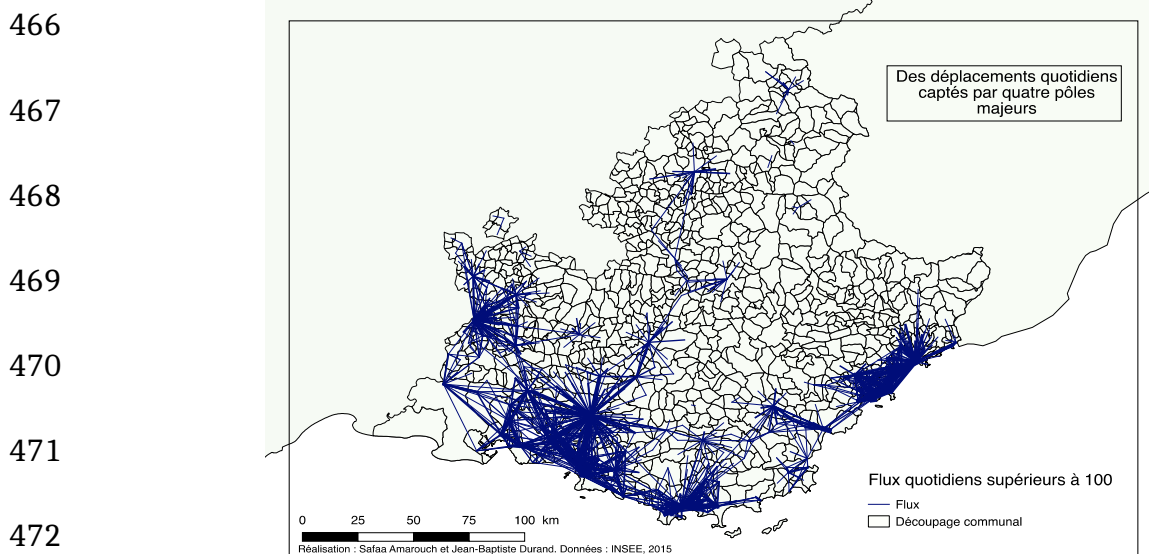 466
467
468
469
470
471
472
Des déplacements quotidiens
captés par quatre pôles
majeurs
Flux quotidiens supérieurs à 100
Flux
Découpage communal
0 25 50 75 100 km
Réalisation : Safaa Amarouch et Jean-Baptiste Durand. Données : INSEE, 2015